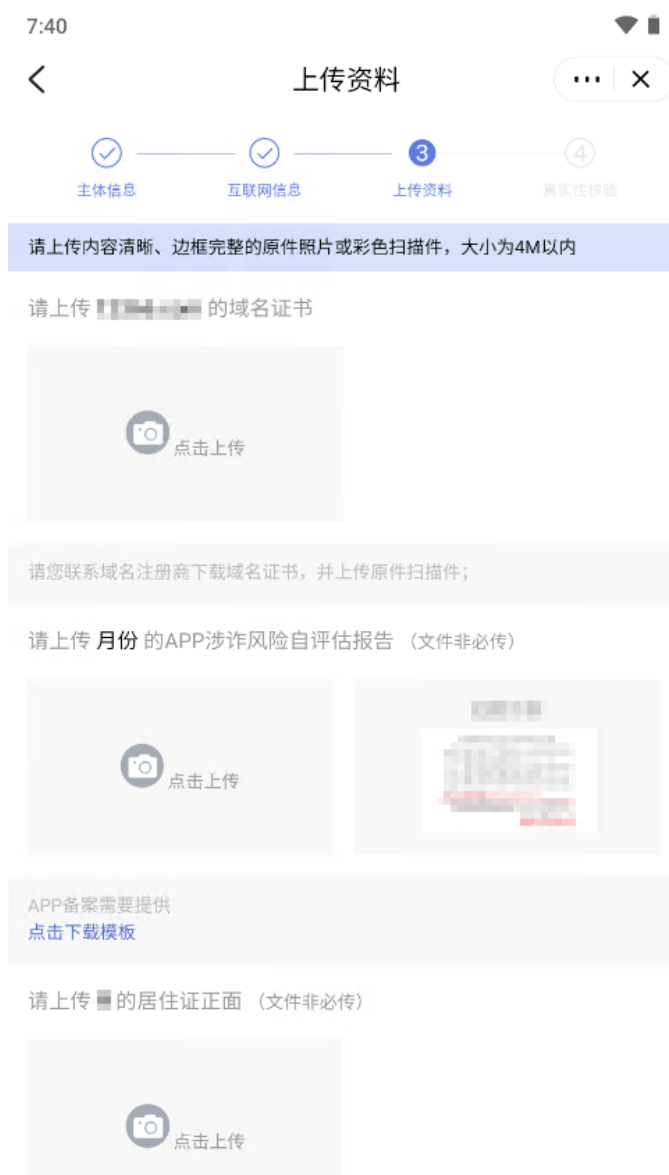 7:40
上传资料
3
4
主体信息
互联网信息
上传资料
真实性核验
请上传内容清晰、边框完整的原件照片或彩色扫描件，大小为4M以内
请上传 的域名证书
点击上传
请您联系域名注册商下载域名证书，并上传原件扫描件；
请上传 月份 的APP涉诈风险自评估报告 （文件非必传）
点击上传
APP备案需要提供
点击下载模板
请上传 的居住证正面 （文件非必传）
点击上传